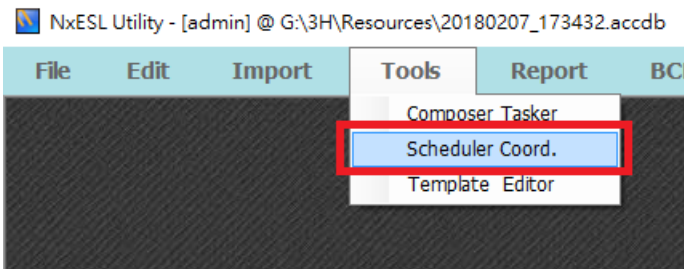 NxESL Utility - [admin] @ G:\3H\Resources\20180207_173432.accdb
File Edit Import Tools Report
Composer Tasker
Scheduler Coord.
Template Editor